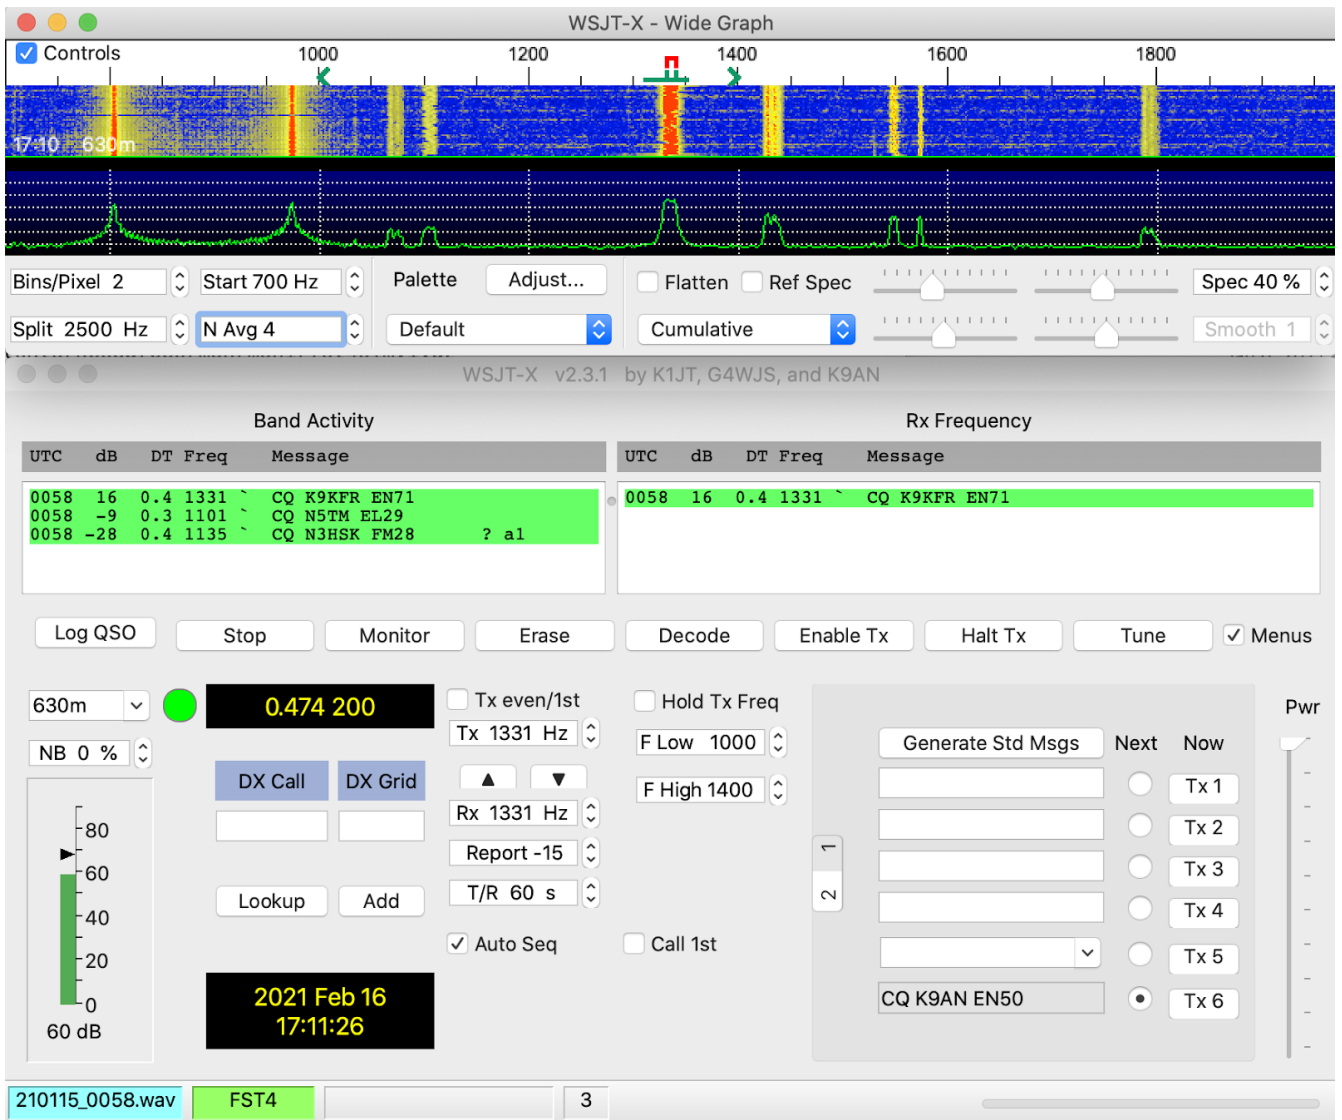 WSJT-X - Wide Graph
Controls
1000 1200 1400 1600 1800
17:10 630m
Bins/Pixel 2 Start 700 Hz Palette Adjust... Flatten Ref Spec Spec 40 %
Split 2500 Hz N Avg 4 Default Cumulative Smooth 1
WSJT-X v2.3.1 by K1JT, G4WJS, and K9AN
Band Activity Rx Frequency
UTC dB DT Freq Message UTC dB DT Freq Message
0058 16 0.4 1331 ` CQ K9KFR EN71 0058 16 0.4 1331 ` CQ K9KFR EN71
0058 -9 0.3 1101 ` CQ N5TM EL29
0058 -28 0.4 1135 ` CQ N3HSK FM28 ? a1
Log QSO Stop Monitor Erase Decode Enable Tx Halt Tx Tune Menus
630m 0.474 200 Tx even/1st Hold Tx Freq Pwr
NB 0 % Tx 1331 Hz F Low 1000 Generate Std Msgs Next Now
DX Call DX Grid F High 1400 Tx 1
80 Rx 1331 Hz Tx 2
60 Report -15 1 Tx 3
Lookup Add T/R 60 s 2 Tx 4
40
20 Auto Seq Call 1st Tx 5
0 2021 Feb 16 CQ K9AN EN50 Tx 6
60 dB 17:11:26
210115_0058.wav FST4 3